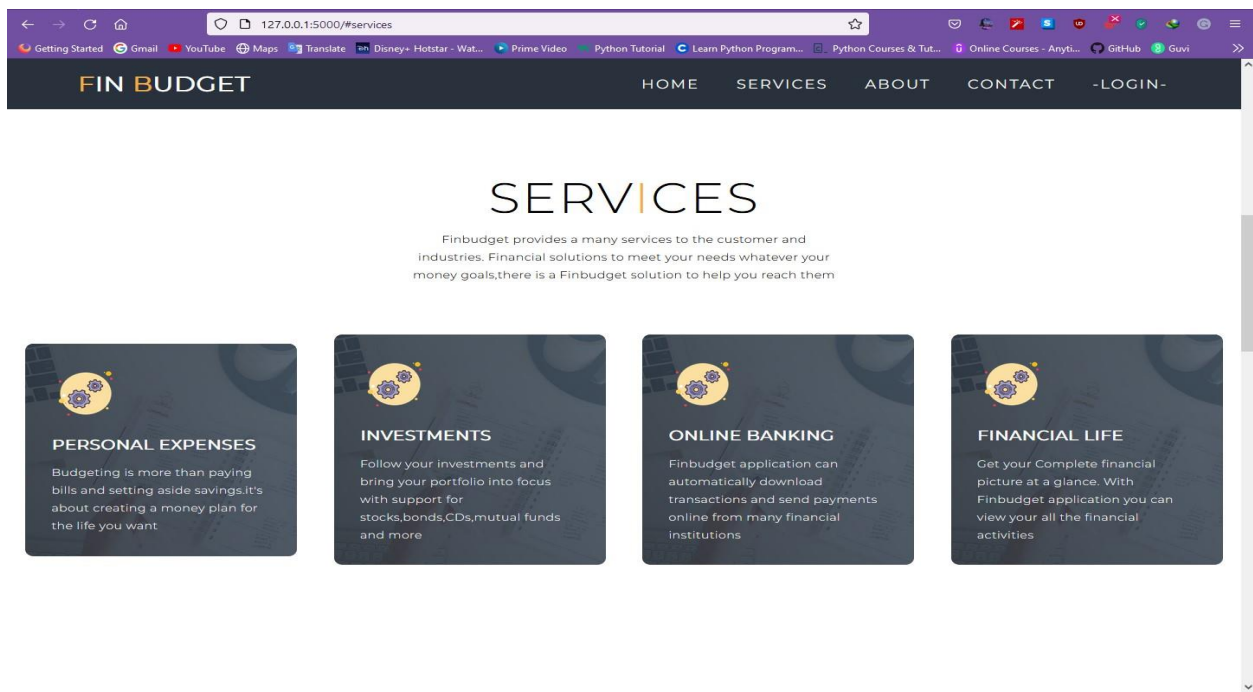 127.0.0.1:5000/#services
Getting Started Gmail YouTube Maps Translate Disney+ Hotstar - Wat... Prime Video Python Tutorial Learn Python Program... Python Courses & Tut... Online Courses - Anyti... GitHub Guvi
FIN BUDGET HOME SERVICES ABOUT CONTACT -LOGIN-
SERVICES
Finbudget provides a many services to the customer and
industries. Financial solutions to meet your needs whatever your
money goals,there is a Finbudget solution to help you reach them
PERSONAL EXPENSES
Budgeting is more than paying
bills and setting aside savings.it's
about creating a money plan for
the life you want
INVESTMENTS
Follow your investments and
bring your portfolio into focus
with support for
stocks,bonds,CDs,mutual funds
and more
ONLINE BANKING
Finbudget application can
automatically download
transactions and send payments
online from many financial
institutions
FINANCIAL LIFE
Get your Complete financial
picture at a glance. With
Finbudget application you can
view your all the financial
activities